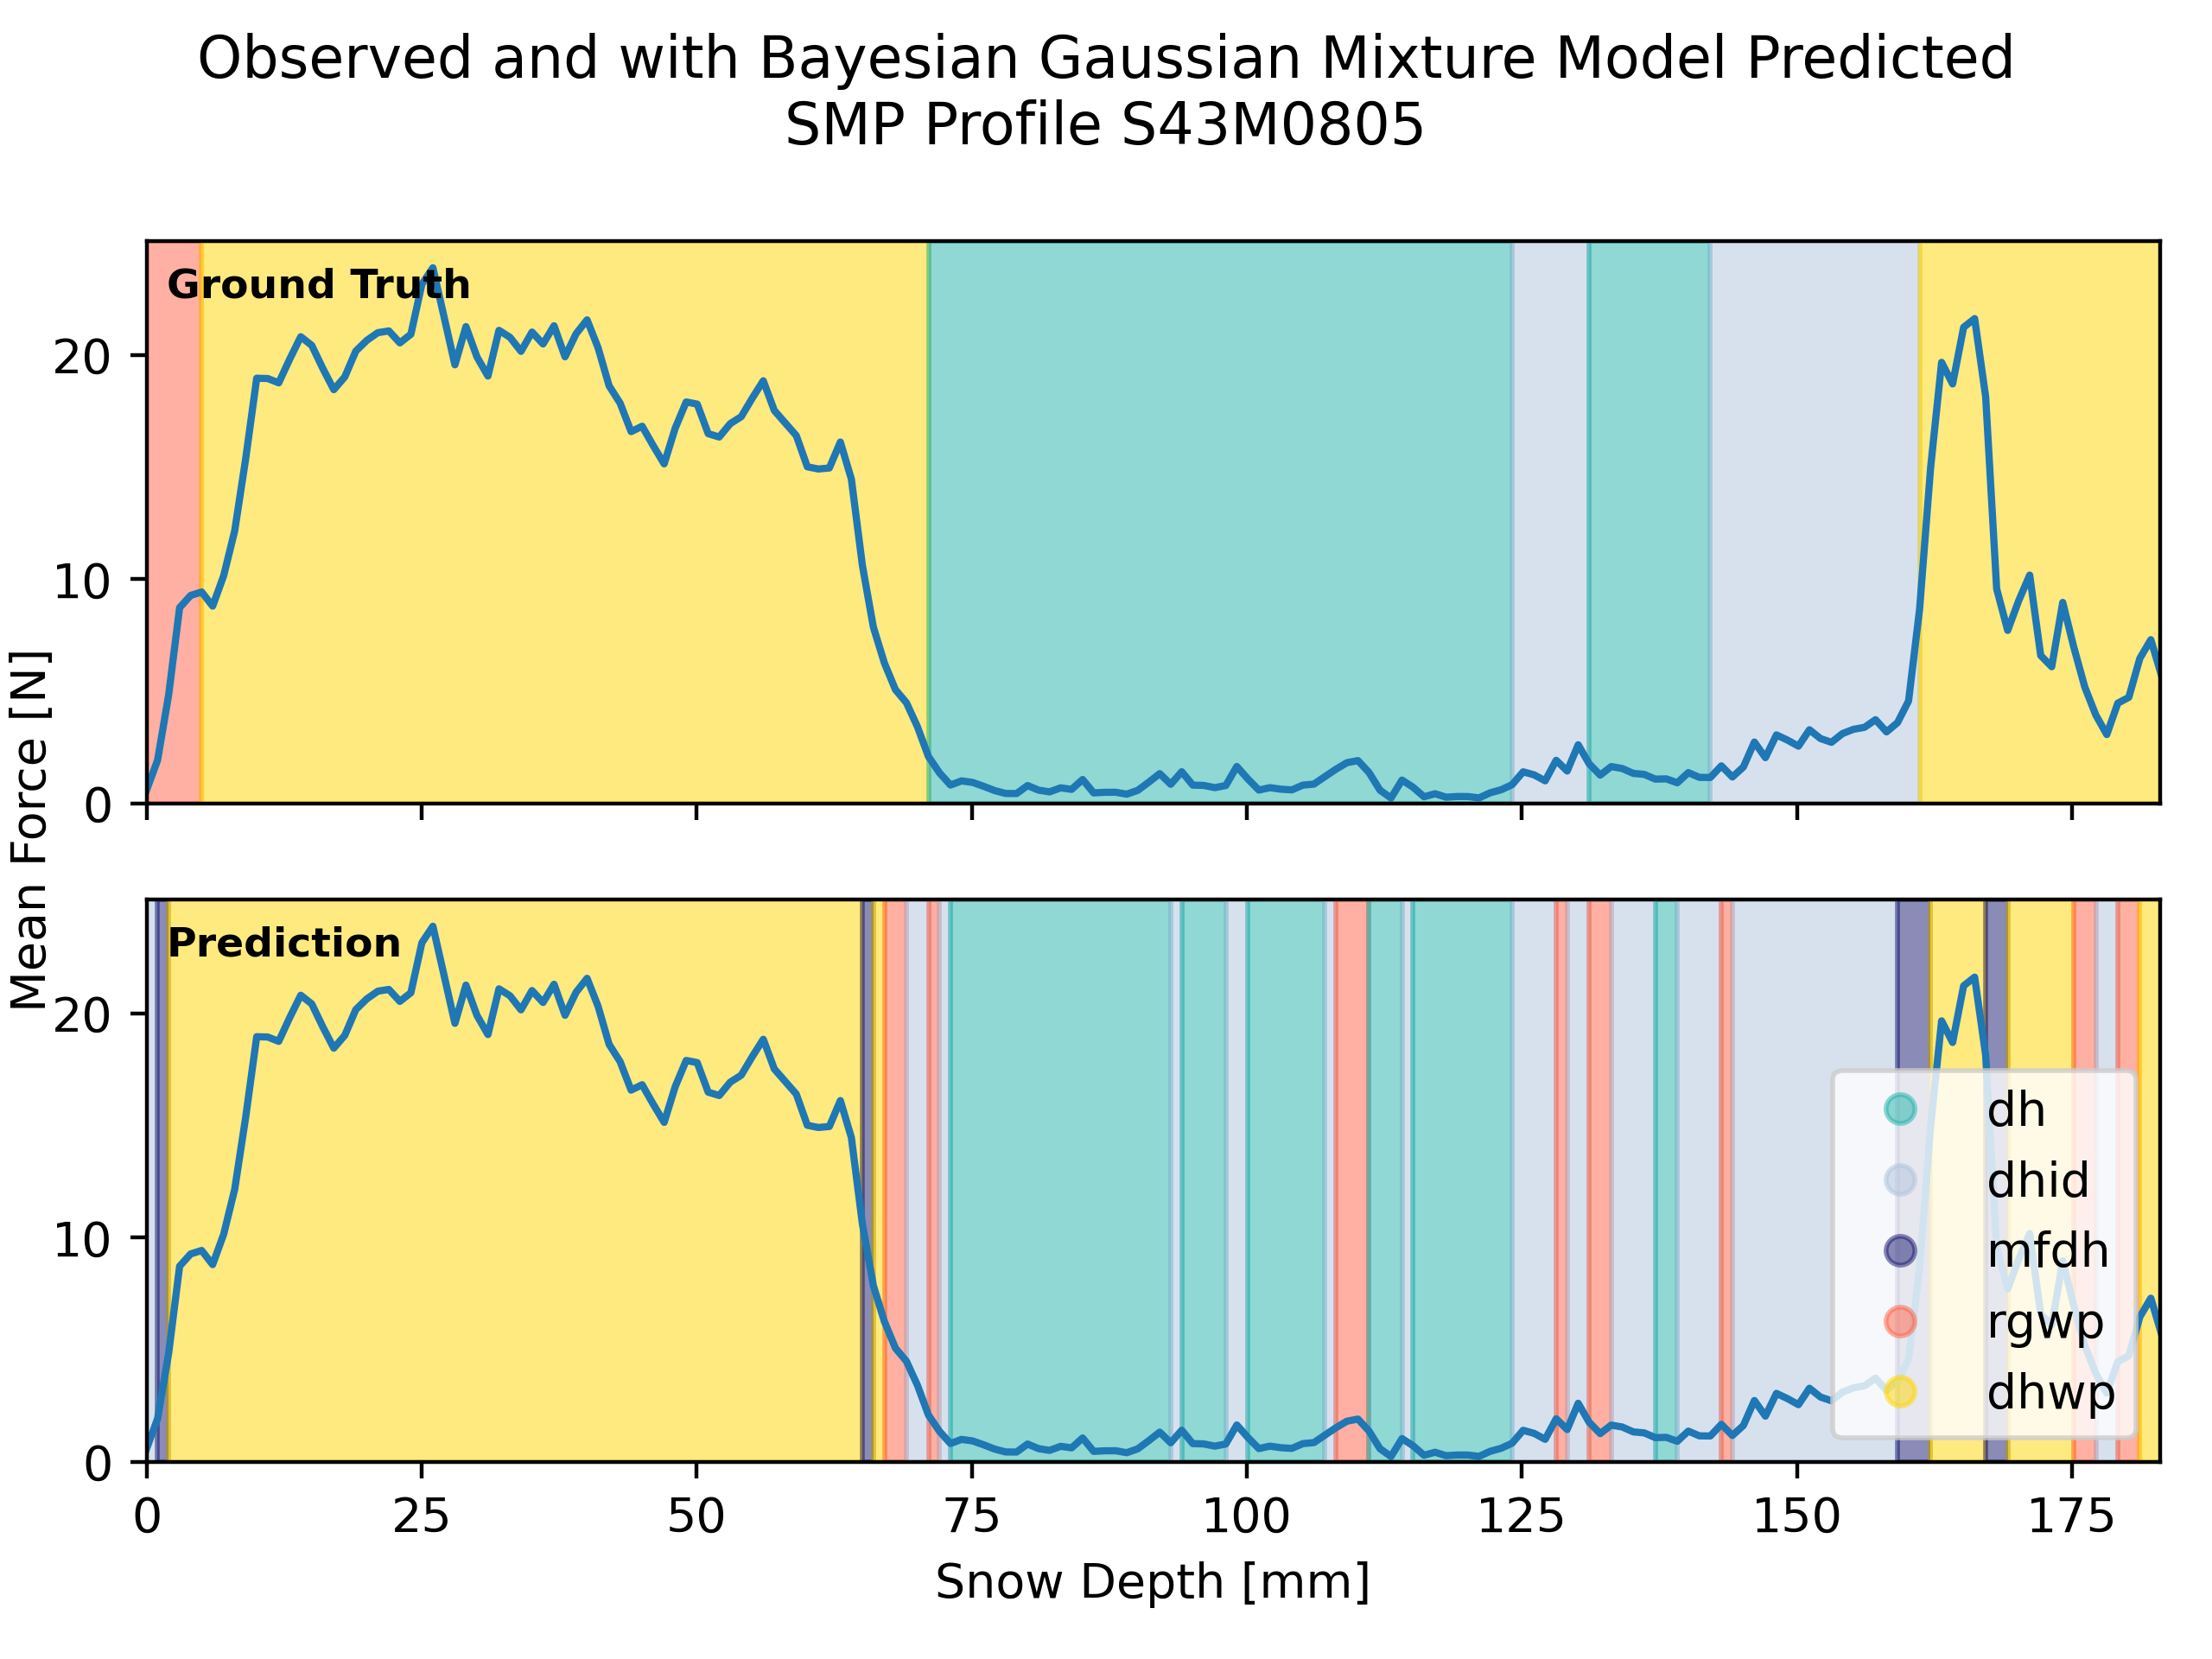 Observed and with Bayesian Gaussian Mixture Model Predicted
SMP Profile S43M0805
Mean Force [N]
Ground Truth
20
10
0
Prediction
20
10
0
dh
dhid
mfdh
rgwp
dhwp
0 25 50 75 100 125 150 175
Snow Depth [mm]